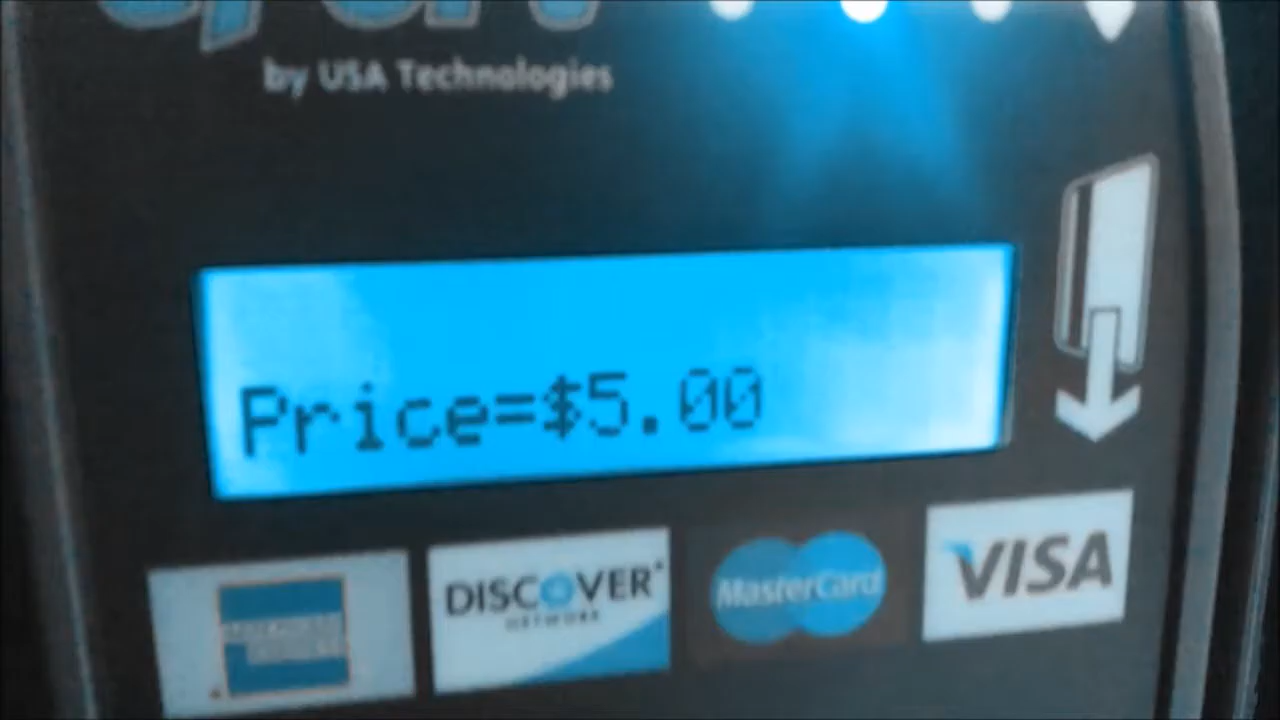 by USA Technologies
Price=$5.00
DISCOVER
NETWORK
MasterCard
VISA